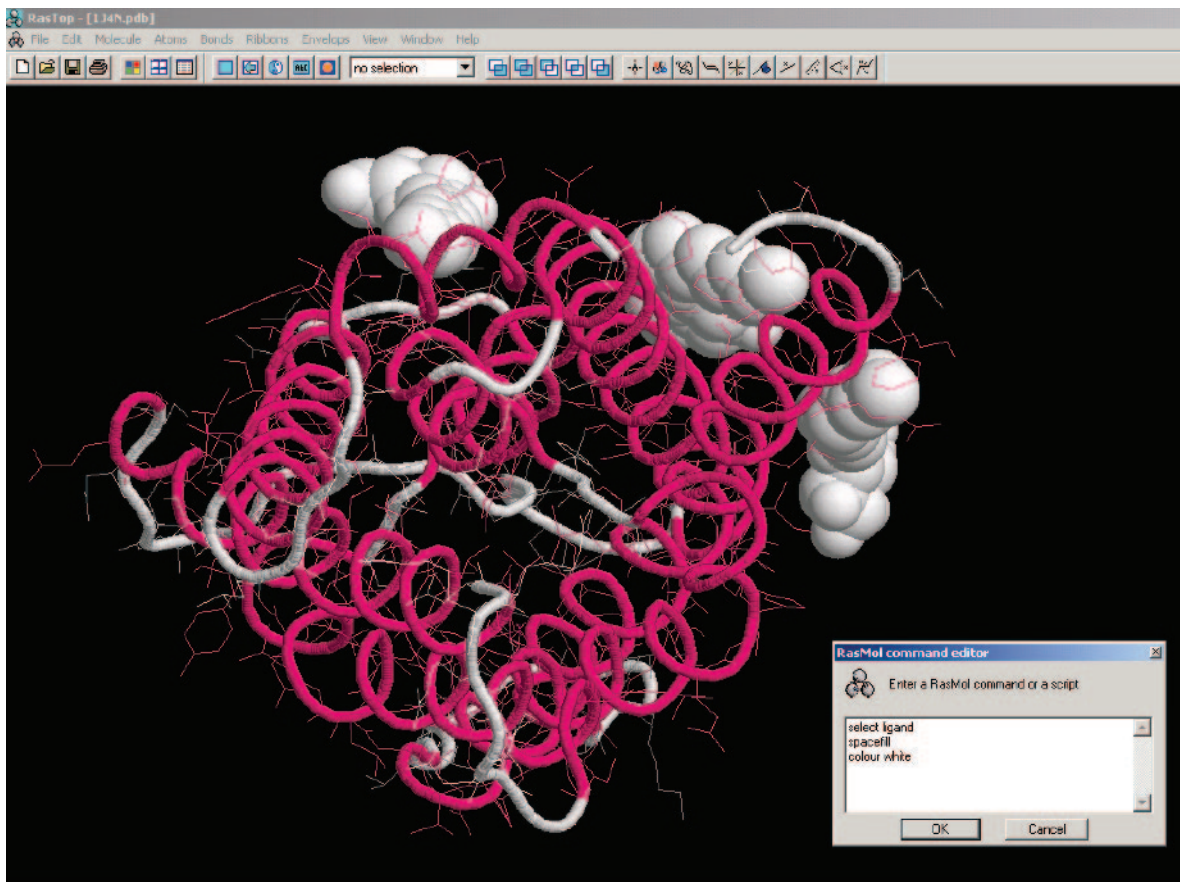 RasTop - [1J4N.pdb]
File Edit Molecule Atoms Bonds Ribbons Envelops View Window Help
ABC no selection
RasMol command editor
Enter a RasMol command or a script
select ligand
spacefill
colour white
OK Cancel